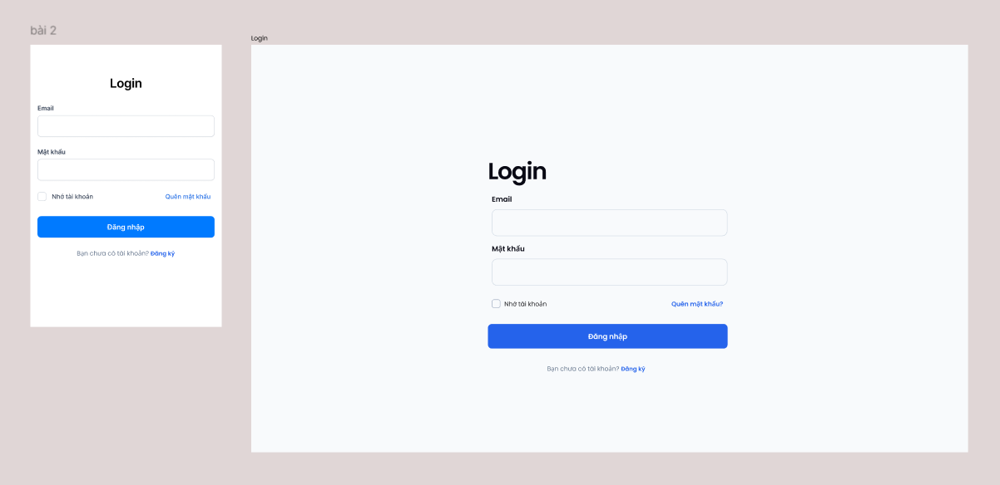 bài 2
Login
Email
Mật khẩu
Nhớ tài khoản
Quên mật khẩu
Đăng nhập
Bạn chưa có tài khoản? Đăng ký
Login
Login
Email
Mật khẩu
Nhớ tài khoản
Quên mật khẩu?
Đăng nhập
Bạn chưa có tài khoản? Đăng ký